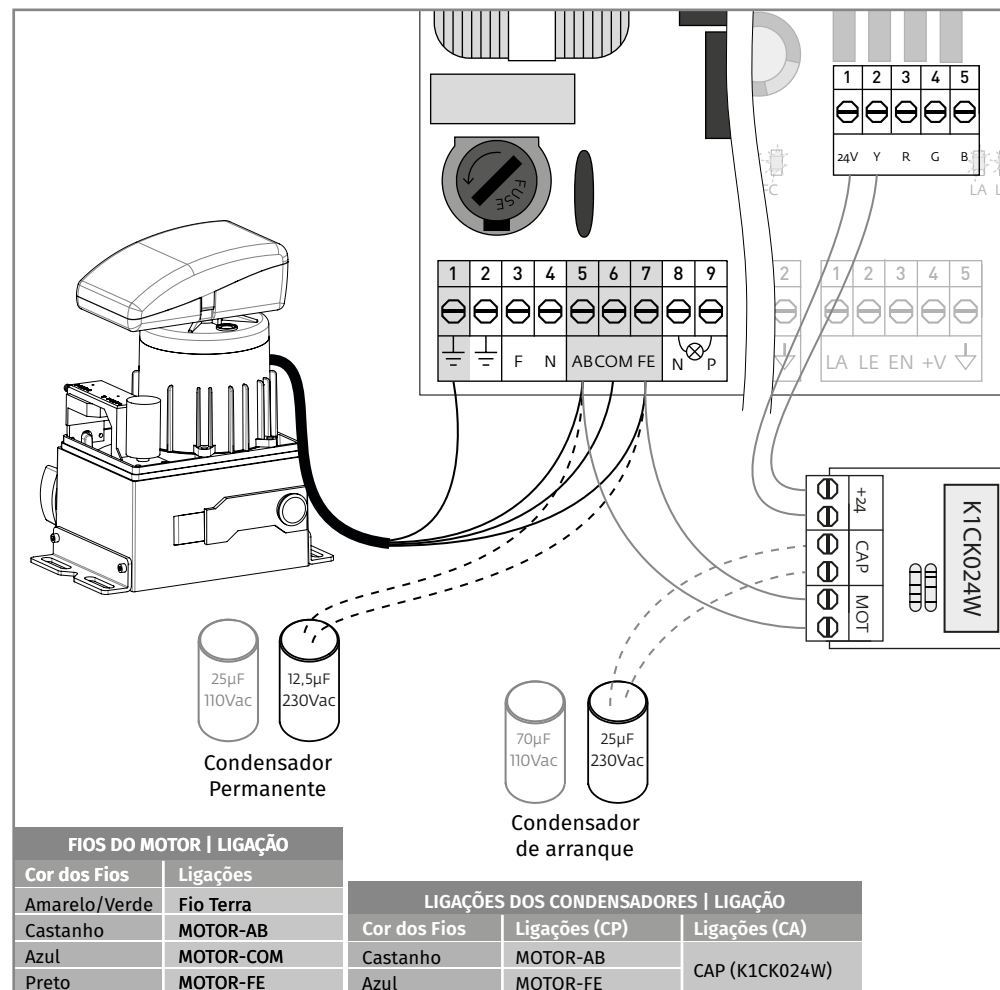 1 2 3 4 5
24V Y R G B
FC
LA L
FUSE
1 2 3 4 5 6 7 8 9
F N AB COM FE N P
2
1 2 3 4 5
LA LE EN +V
+24
CAP
MOT
K1CK024W
25µF
110Vac
12,5µF
230Vac
Condensador
Permanente
70µF
110Vac
25µF
230Vac
Condensador
de arranque
FIOS DO MOTOR | LIGAÇÃO
Cor dos Fios Ligações
Amarelo/Verde Fio Terra
Castanho MOTOR-AB
Azul MOTOR-COM
Preto MOTOR-FE
LIGAÇÕES DOS CONDENSADORES | LIGAÇÃO
Cor dos Fios Ligações (CP) Ligações (CA)
Castanho MOTOR-AB CAP (K1CK024W)
Azul MOTOR-FE